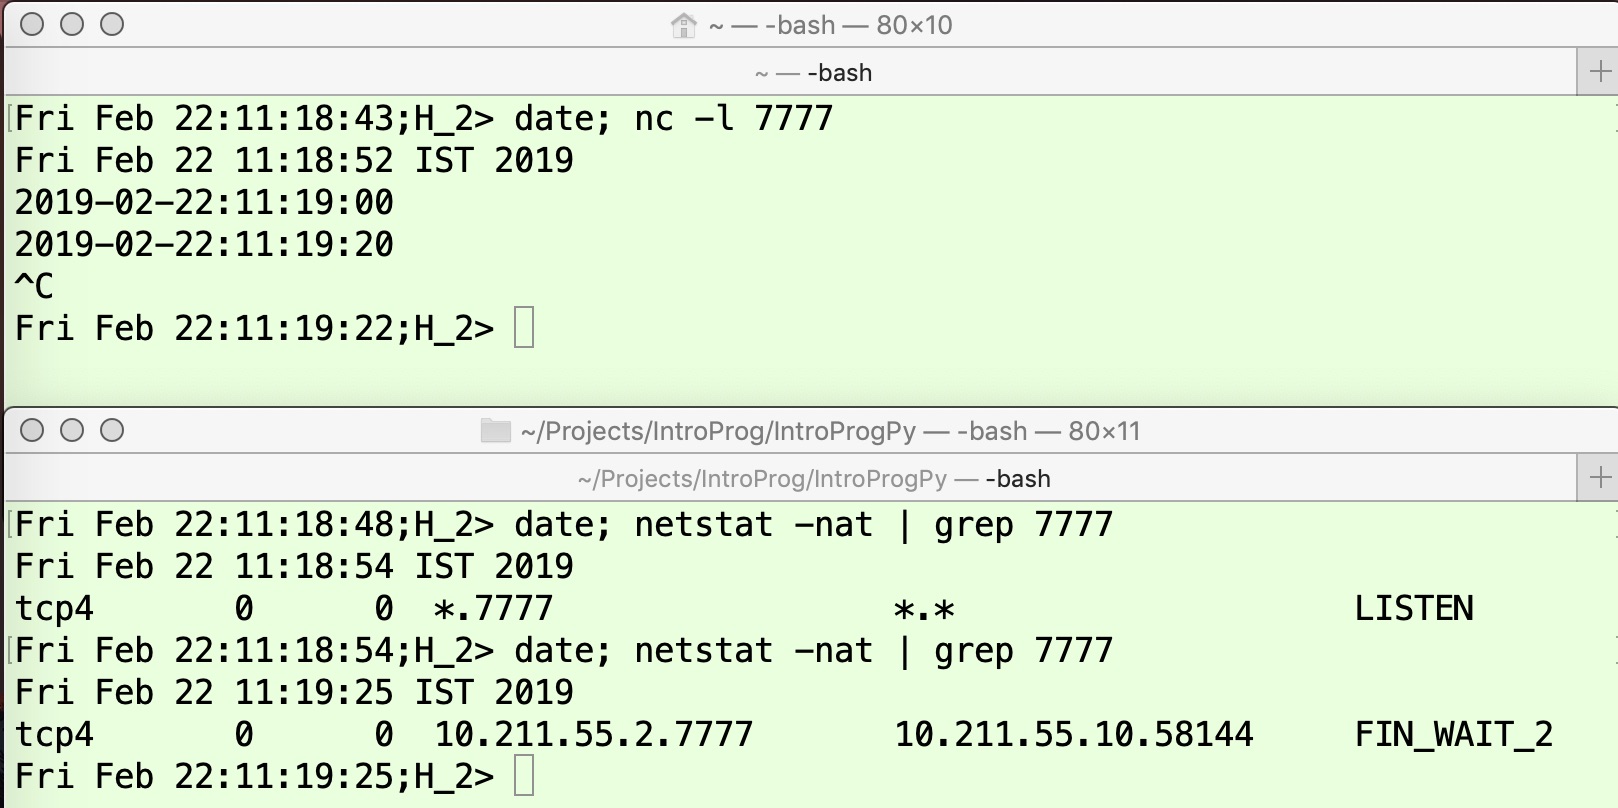 ~ — -bash — 80×10
~ — -bash
Fri Feb 22:11:18:43;H_2> date; nc -l 7777
Fri Feb 22 11:18:52 IST 2019
2019-02-22:11:19:00
2019-02-22:11:19:20
^C
Fri Feb 22:11:19:22;H_2>
~/Projects/IntroProg/IntroProgPy — -bash — 80×11
~/Projects/IntroProg/IntroProgPy — -bash
Fri Feb 22:11:18:48;H_2> date; netstat -nat | grep 7777
Fri Feb 22 11:18:54 IST 2019
tcp4       0      0  *.7777                 *.*                    LISTEN
Fri Feb 22:11:18:54;H_2> date; netstat -nat | grep 7777
Fri Feb 22 11:19:25 IST 2019
tcp4       0      0  10.211.55.2.7777       10.211.55.10.58144     FIN_WAIT_2
Fri Feb 22:11:19:25;H_2>